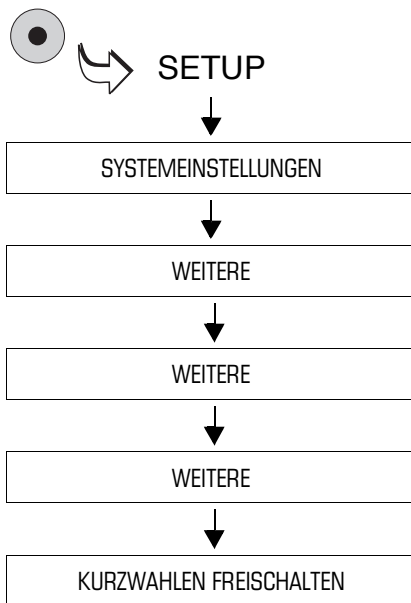 SETUP
SYSTEMEINSTELLUNGEN
WEITERE
WEITERE
WEITERE
KURZWAHLEN FREISCHALTEN